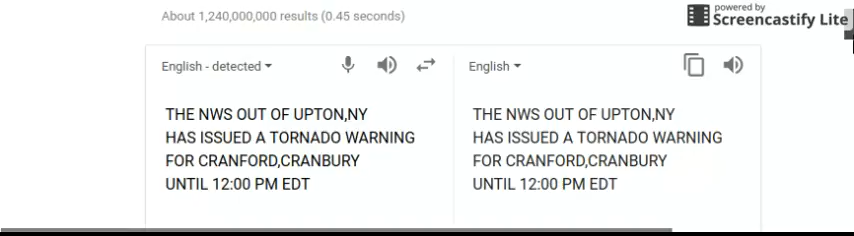 About 1,240,000,000 results (0.45 seconds)
powered by
Screencastify Lite
English - detected
English
THE NWS OUT OF UPTON,NY
HAS ISSUED A TORNADO WARNING
FOR CRANFORD,CRANBURY
UNTIL 12:00 PM EDT
THE NWS OUT OF UPTON,NY
HAS ISSUED A TORNADO WARNING
FOR CRANFORD,CRANBURY
UNTIL 12:00 PM EDT